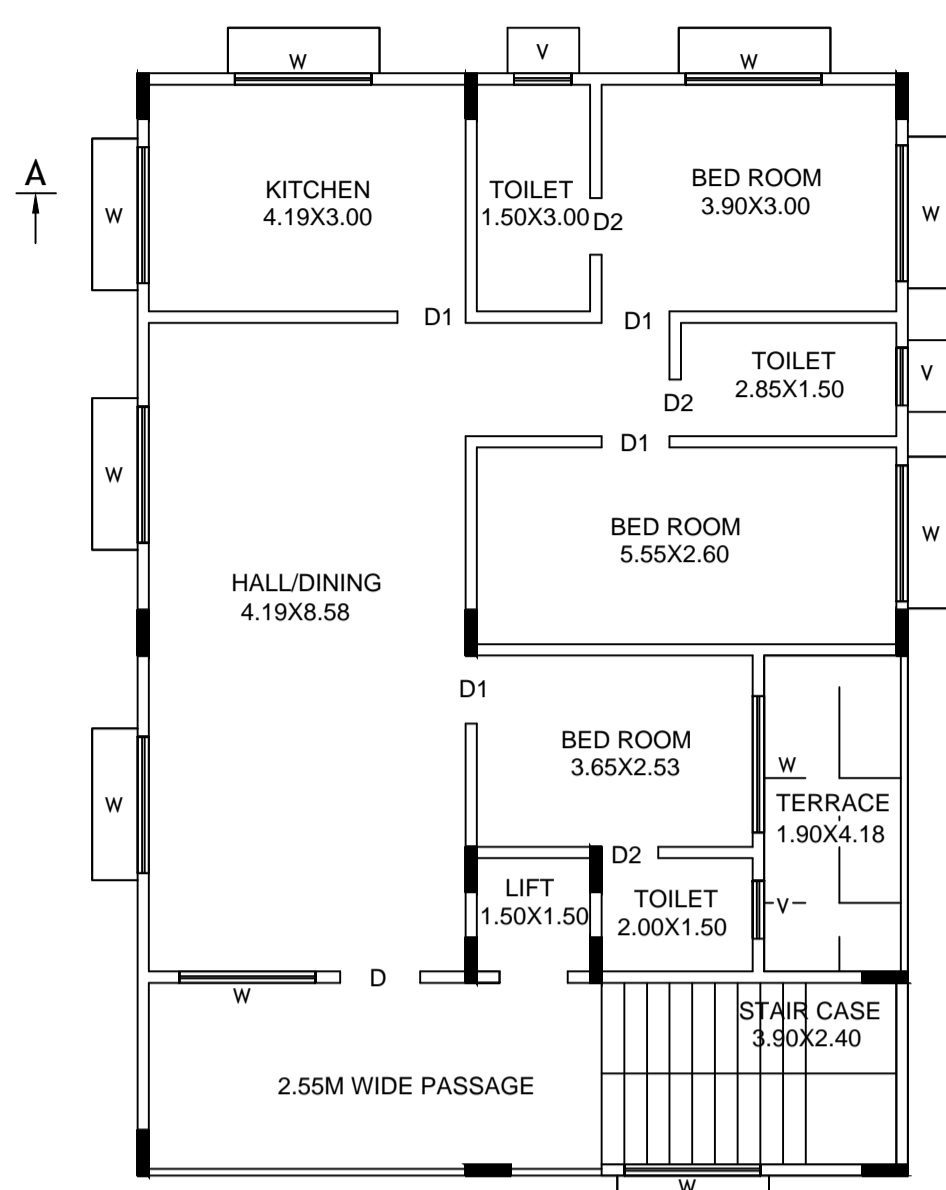 W
V
W
A
KITCHEN
4.19X3.00
TOILET
1.50X3.00
D2
BED ROOM
3.90X3.00
W
W
D1
D1
TOILET
2.85X1.50
V
D2
D1
W
BED ROOM
5.55X2.60
W
HALL/DINING
4.19X8.58
D1
BED ROOM
3.65X2.53
W
TERRACE
1.90X4.18
W
D2
LIFT
1.50X1.50
TOILET
2.00X1.50
V
D
W
STAIR CASE
3.90X2.40
2.55M WIDE PASSAGE
W